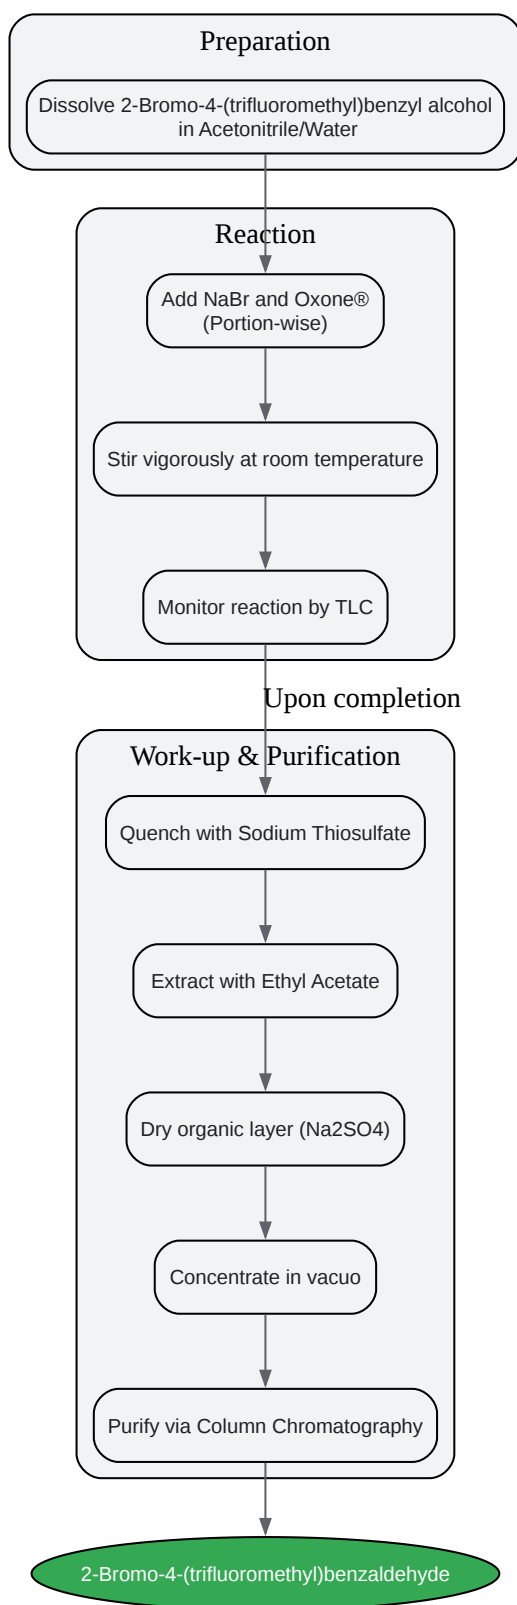 Preparation
Dissolve 2-Bromo-4-(trifluoromethyl)benzyl alcohol
in Acetonitrile/Water
Reaction
Add NaBr and Oxone®
(Portion-wise)
Stir vigorously at room temperature
Monitor reaction by TLC
Upon completion
Work-up & Purification
Quench with Sodium Thiosulfate
Extract with Ethyl Acetate
Dry organic layer (Na2SO4)
Concentrate in vacuo
Purify via Column Chromatography
2-Bromo-4-(trifluoromethyl)benzaldehyde